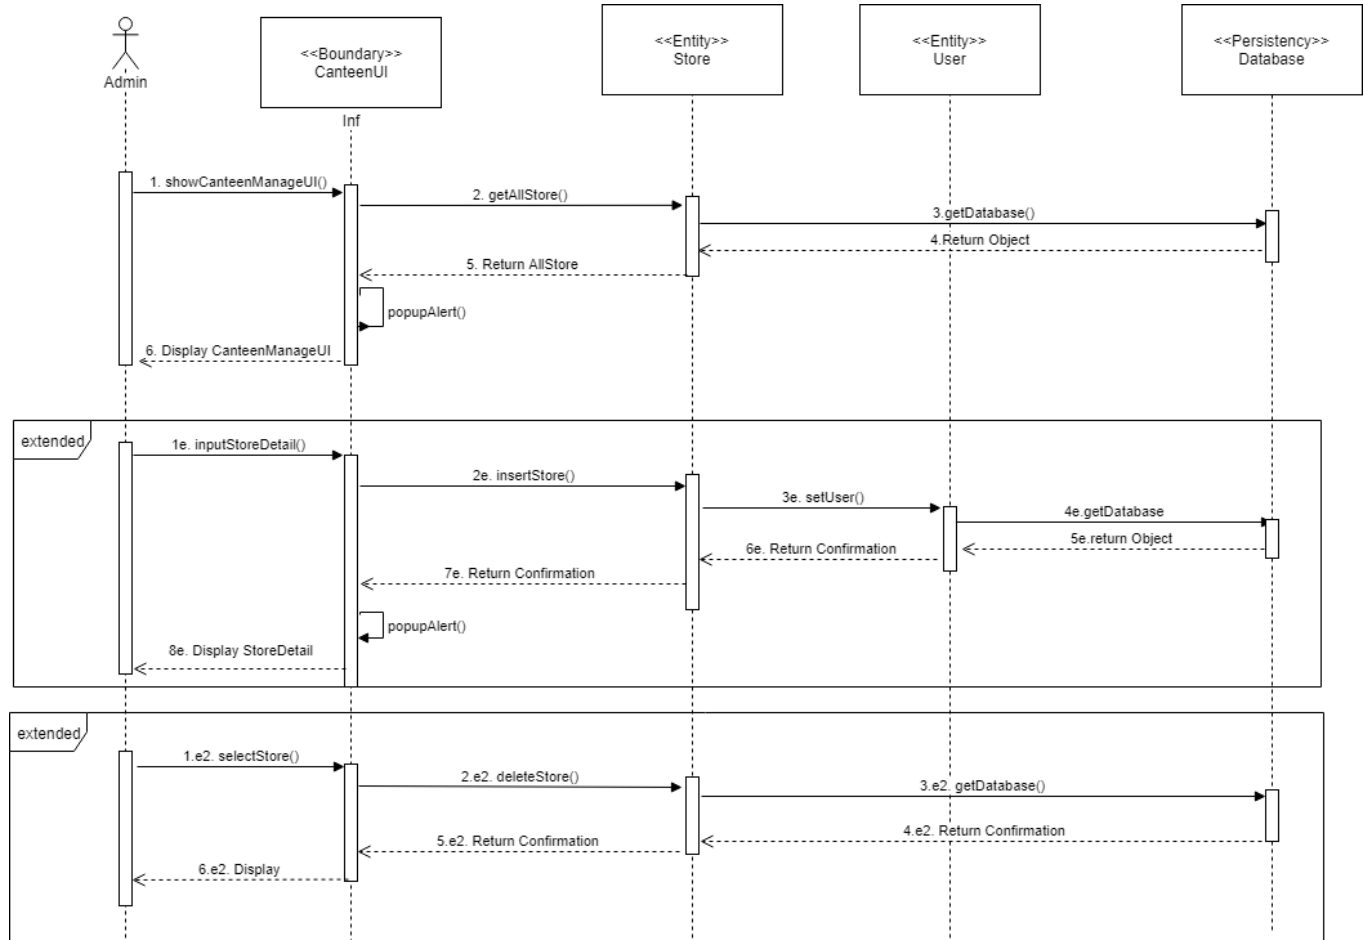 Admin
<<Boundary>>
CanteenUI
Inf
<<Entity>>
Store
<<Entity>>
User
<<Persistency>>
Database
1. showCanteenManageUI()
2. getAllStore()
3.getDatabase()
4.Return Object
5. Return AllStore
popupAlert()
6. Display CanteenManageUI
extended
1e. inputStoreDetail()
2e. insertStore()
3e. setUser()
4e.getDatabase
5e.return Object
6e. Return Confirmation
7e. Return Confirmation
popupAlert()
8e. Display StoreDetail
extended
1.e2. selectStore()
2.e2. deleteStore()
3.e2. getDatabase()
4.e2. Return Confirmation
5.e2. Return Confirmation
6.e2. Display